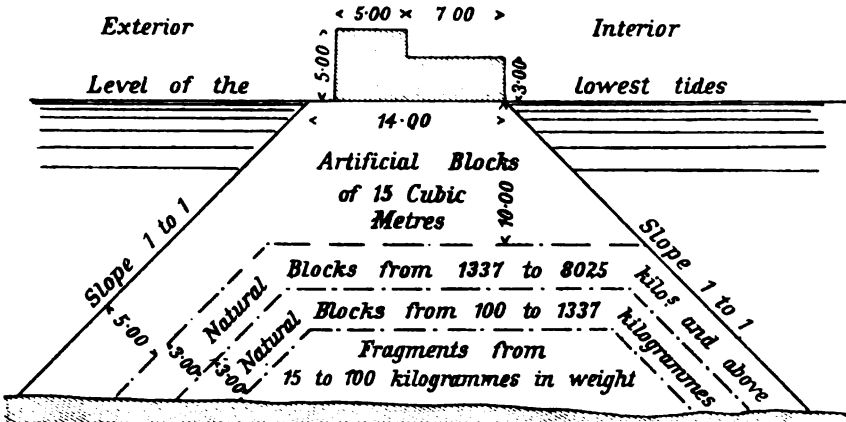 < 5·00 × 7 00 >
Exterior
Interior
< 5·00 >
< 3·00 >
Level of the
lowest tides
< 14·00 >
Artificial Blocks
of 15 Cubic
Metres
< 10·00 >
Slope 1 to 1
Slope 1 to 1
Natural Blocks from 1337 to 8025 kilos and above
Natural Blocks from 100 to 1337 kilogrammes
Fragments from
15 to 100 kilogrammes in weight
< 5·00 >
< 3·00 >
< 3·00 >